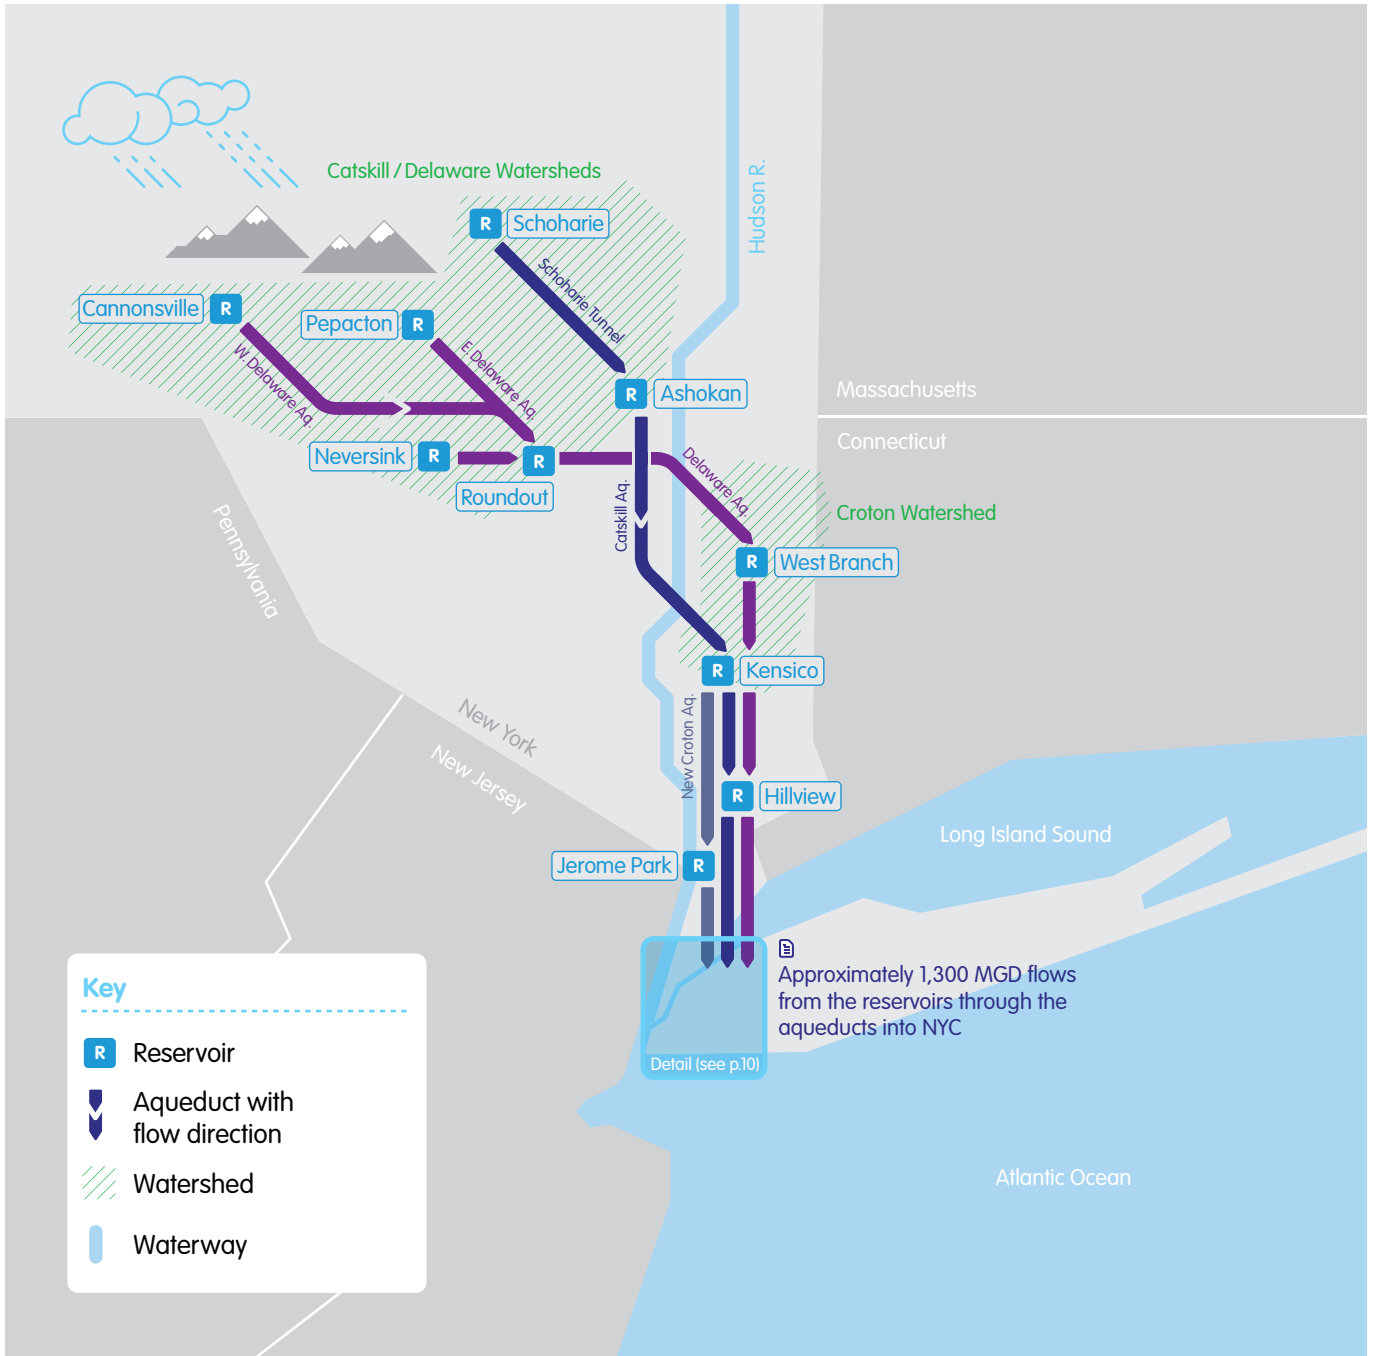 Catskill / Delaware Watersheds
Hudson R.
R Schoharie
Schoharie Tunnel
Cannonsville R
Pepacton R
W. Delaware Aq.
E. Delaware Aq.
R Ashokan
Massachusetts
Connecticut
Neversink R
R
Roundout
Delaware Aq.
Catskill Aq.
Croton Watershed
Pennsylvania
R West Branch
R Kensico
New York
New Jersey
New Croton Aq.
R Hillview
Long Island Sound
Jerome Park R
Approximately 1,300 MGD flows
from the reservoirs through the
aqueducts into NYC
Detail (see p.10)
Atlantic Ocean
Key
R Reservoir
Aqueduct with
flow direction
Watershed
Waterway